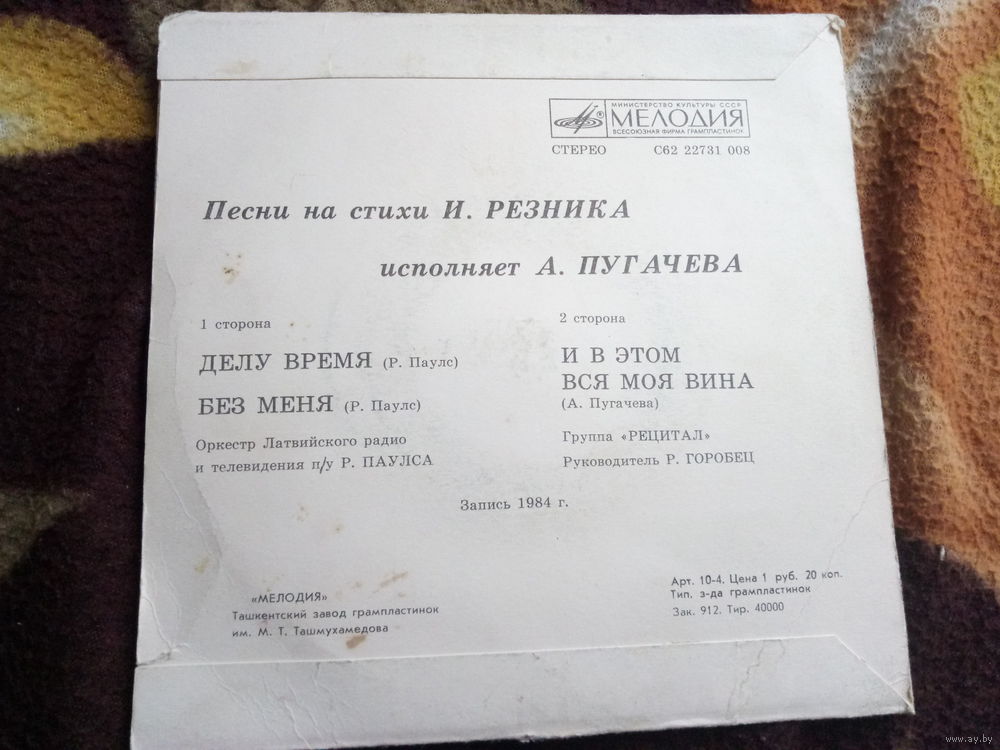 МИНИСТЕРСТВО КУЛЬТУРЫ СССР
МЕЛОДИЯ
ВСЕСОЮЗНАЯ ФИРМА ГРАМПЛАСТИНОК
СТЕРЕО С62 22731 008
Песни на стихи И. РЕЗНИКА
исполняет А. ПУГАЧЕВА
1 сторона
ДЕЛУ ВРЕМЯ (Р. Паулс)
БЕЗ МЕНЯ (Р. Паулс)
Оркестр Латвийского радио
и телевидения п/у Р. ПАУЛСА
2 сторона
И В ЭТОМ
ВСЯ МОЯ ВИНА
(А. Пугачева)
Группа «РЕЦИТАЛ»
Руководитель Р. ГОРОБЕЦ
Запись 1984 г.
«МЕЛОДИЯ»
Ташкентский завод грампластинок
им. М. Т. Ташмухамедова
Арт. 10-4. Цена 1 руб. 20 коп.
Тип. з-да грампластинок
Зак. 912. Тир. 40000
www.ay.by